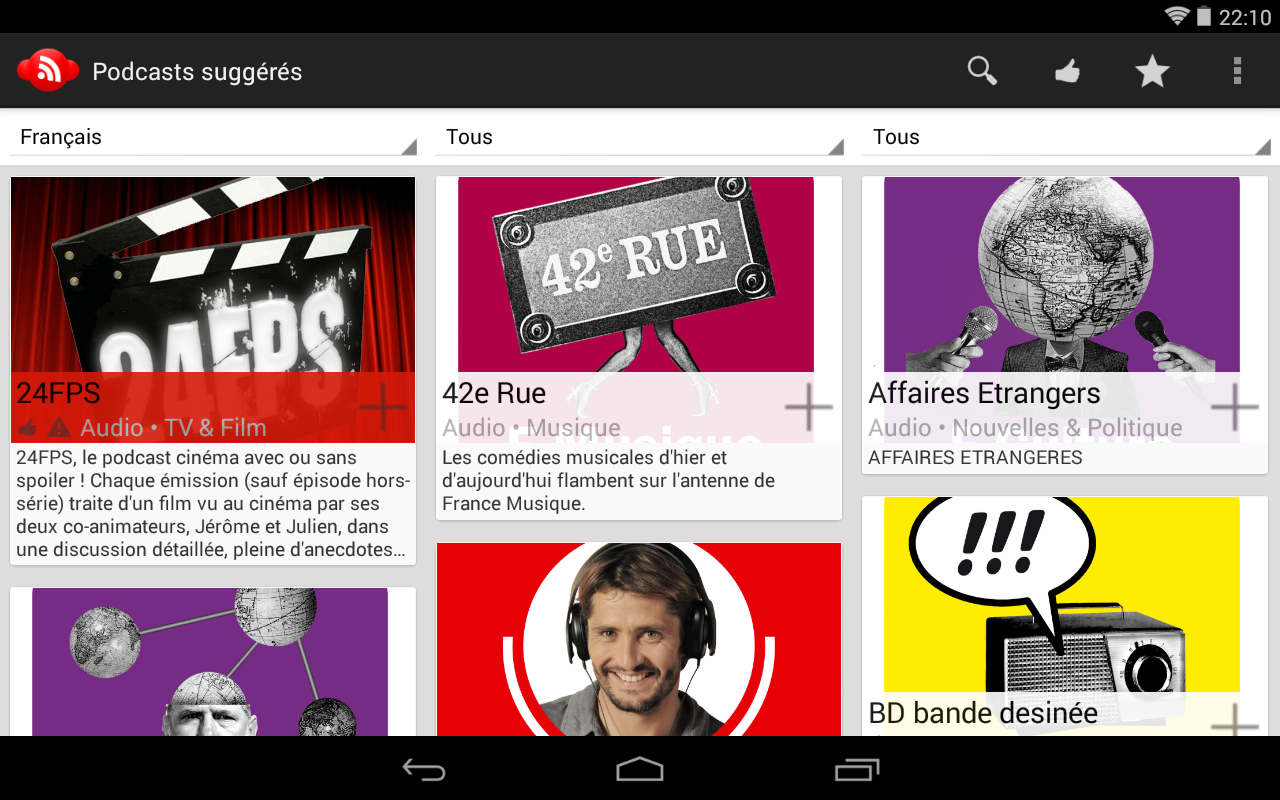 22:10
Podcasts suggérés
Français
Tous
Tous
24FPS
24FPS
Audio • TV & Film
24FPS, le podcast cinéma avec ou sans
spoiler ! Chaque émission (sauf épisode hors-
série) traite d'un film vu au cinéma par ses
deux co-animateurs, Jérôme et Julien, dans
une discussion détaillée, pleine d'anecdotes…
42e RUE
42e Rue
Audio • Musique
Les comédies musicales d'hier et
d'aujourd'hui flambent sur l'antenne de
France Musique.
Affaires Etrangers
Audio • Nouvelles & Politique
AFFAIRES ETRANGERES
!!!
BD bande desinée